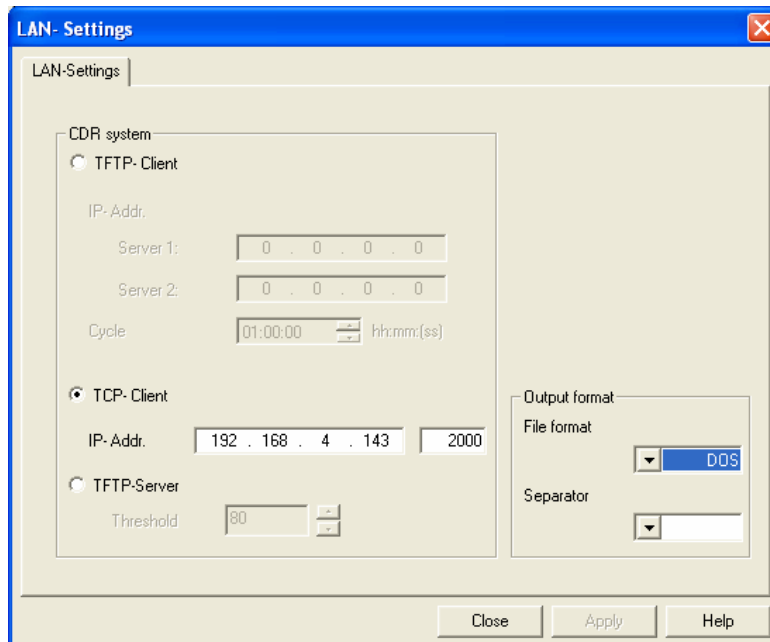 LAN- Settings
LAN-Settings
CDR system
TFTP- Client
IP- Addr.
Server 1: 0 . 0 . 0 . 0
Server 2: 0 . 0 . 0 . 0
Cycle 01:00:00 hh:mm:(ss)
TCP- Client
IP- Addr. 192 . 168 . 4 . 143 2000
TFTP-Server
Threshold 80
Output format
File format
DOS
Separator
Close Apply Help